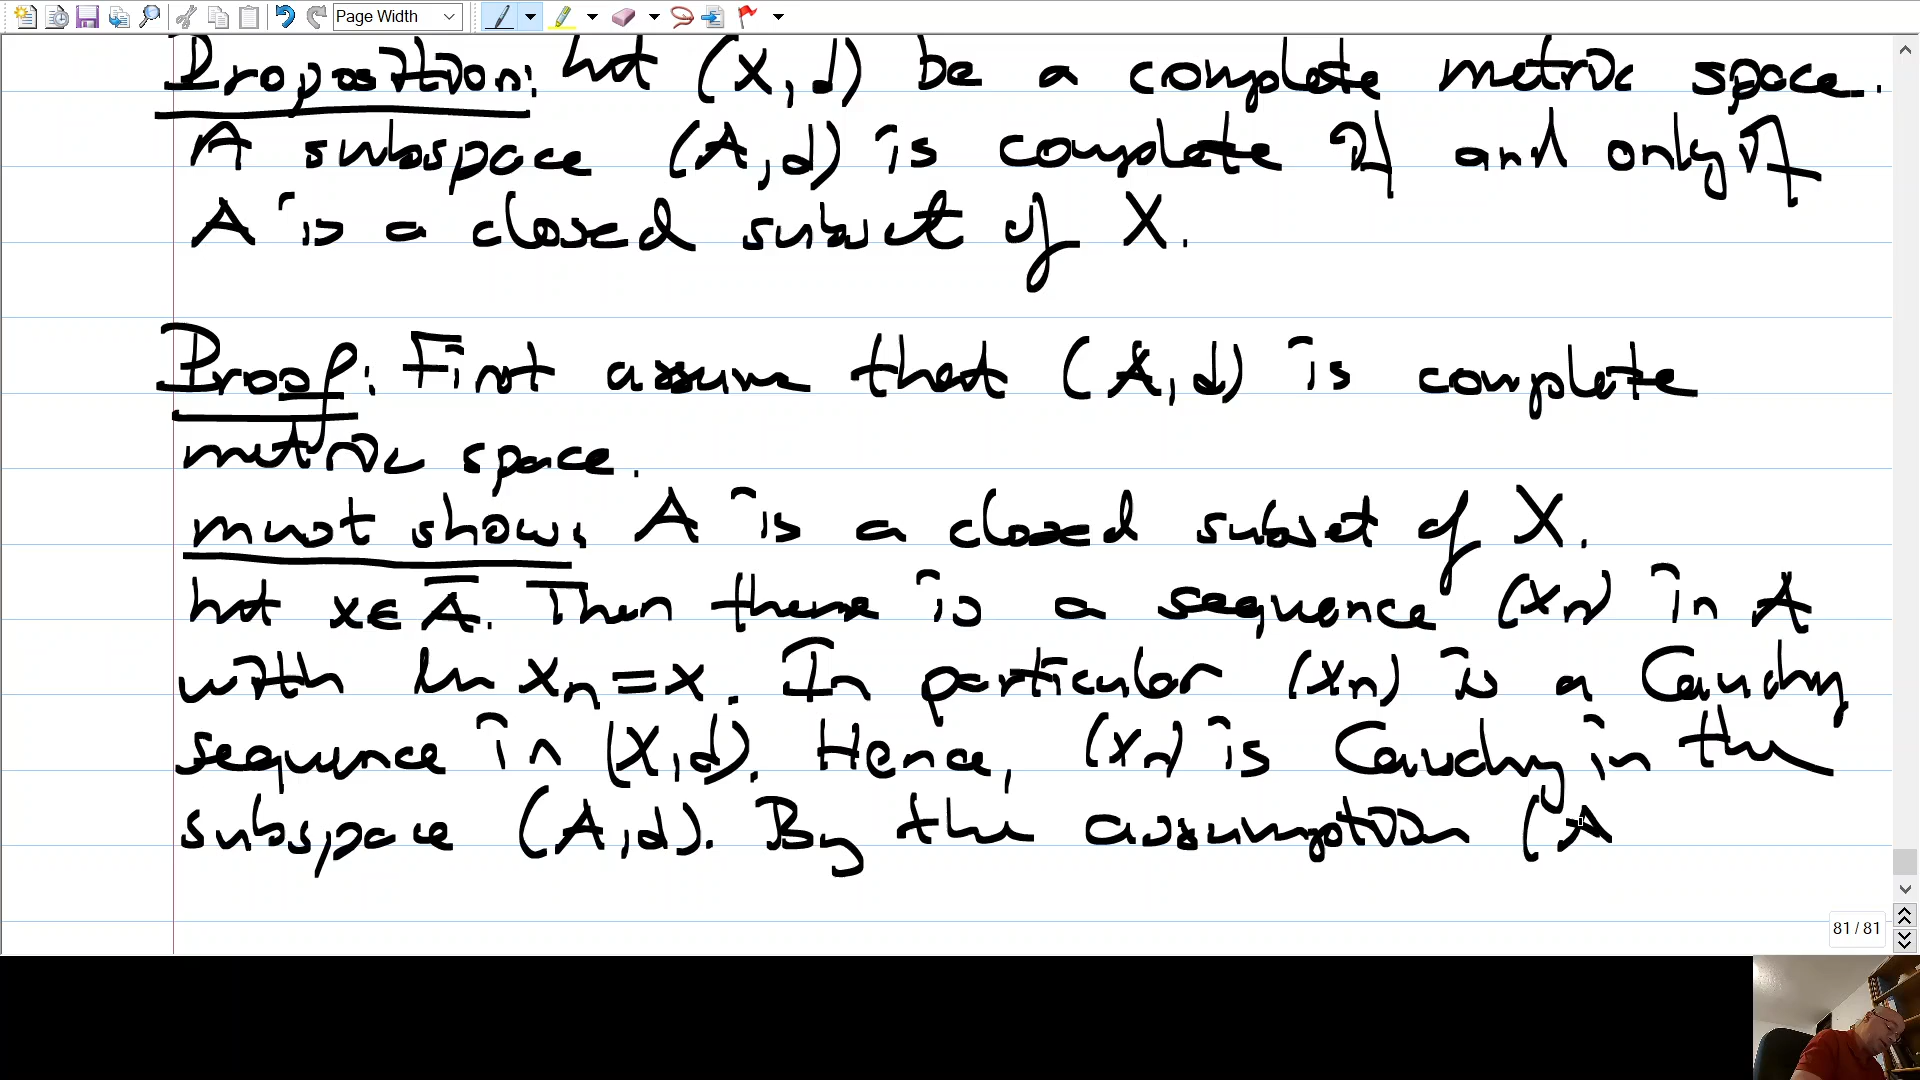 Page Width
Proposition: Let (X,d) be a complete metric space.
A subspace (A,d) is complete if and only if
A is a closed subset of X.
Proof: First assume that (A,d) is complete
metric space.
must show: A is a closed subset of X.
Let x∈A̅. Then there is a sequence (xn) in A
with lim xn = x. In particular (xn) is a Cauchy
sequence in (X,d). Hence, (xn) is Cauchy in the
subspace (A,d). By the assumption (A
81 / 81